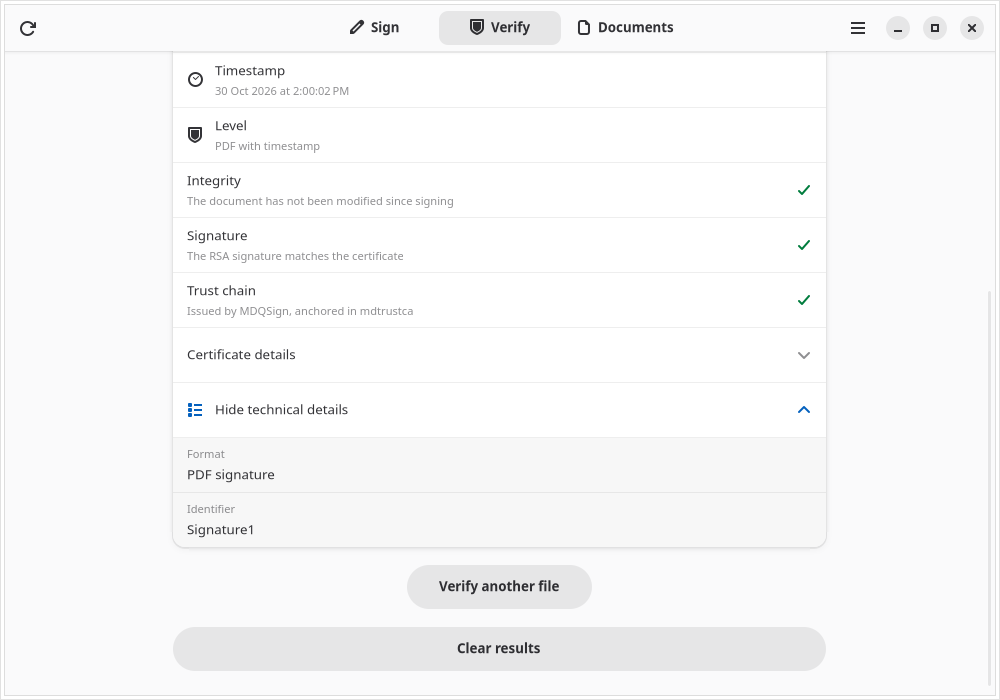 Sign
Verify
Documents
Timestamp
30 Oct 2026 at 2:00:02 PM
Level
PDF with timestamp
Integrity
The document has not been modified since signing
Signature
The RSA signature matches the certificate
Trust chain
Issued by MDQSign, anchored in mdtrustca
Certificate details
Hide technical details
Format
PDF signature
Identifier
Signature1
Verify another file
Clear results